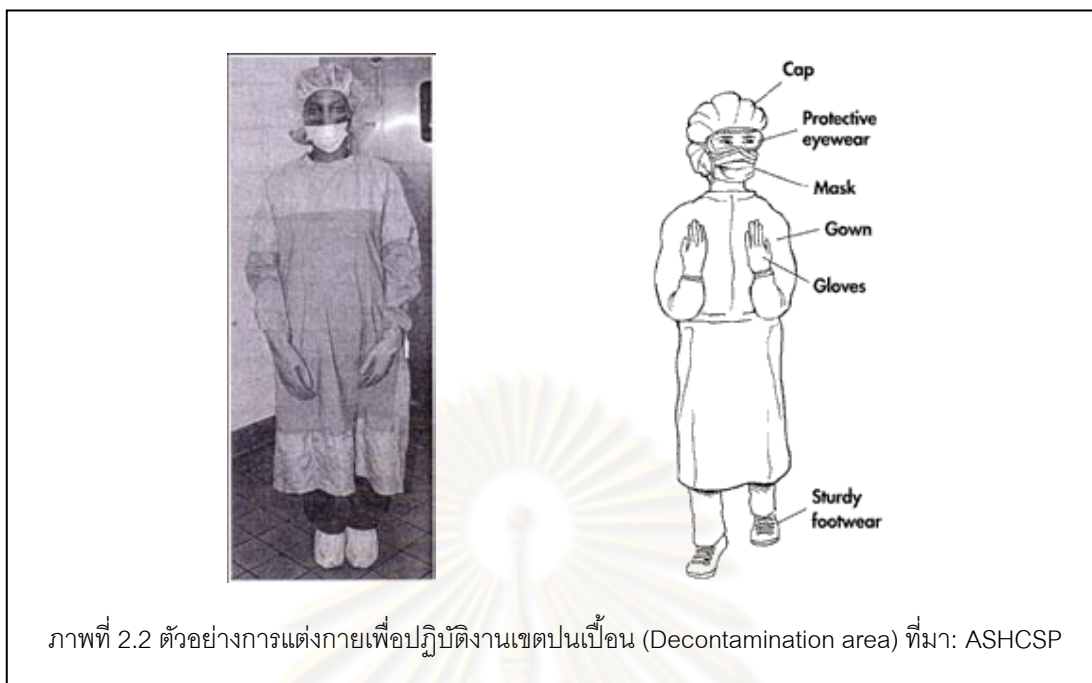 Cap
Protective
eyewear
Mask
Gown
Gloves
Sturdy
footwear
ภาพที่ 2.2 ตัวอย่างการแต่งกายเพื่อปฏิบัติงานเขตปนเปื้อน (Decontamination area) ที่มา: ASHCSP